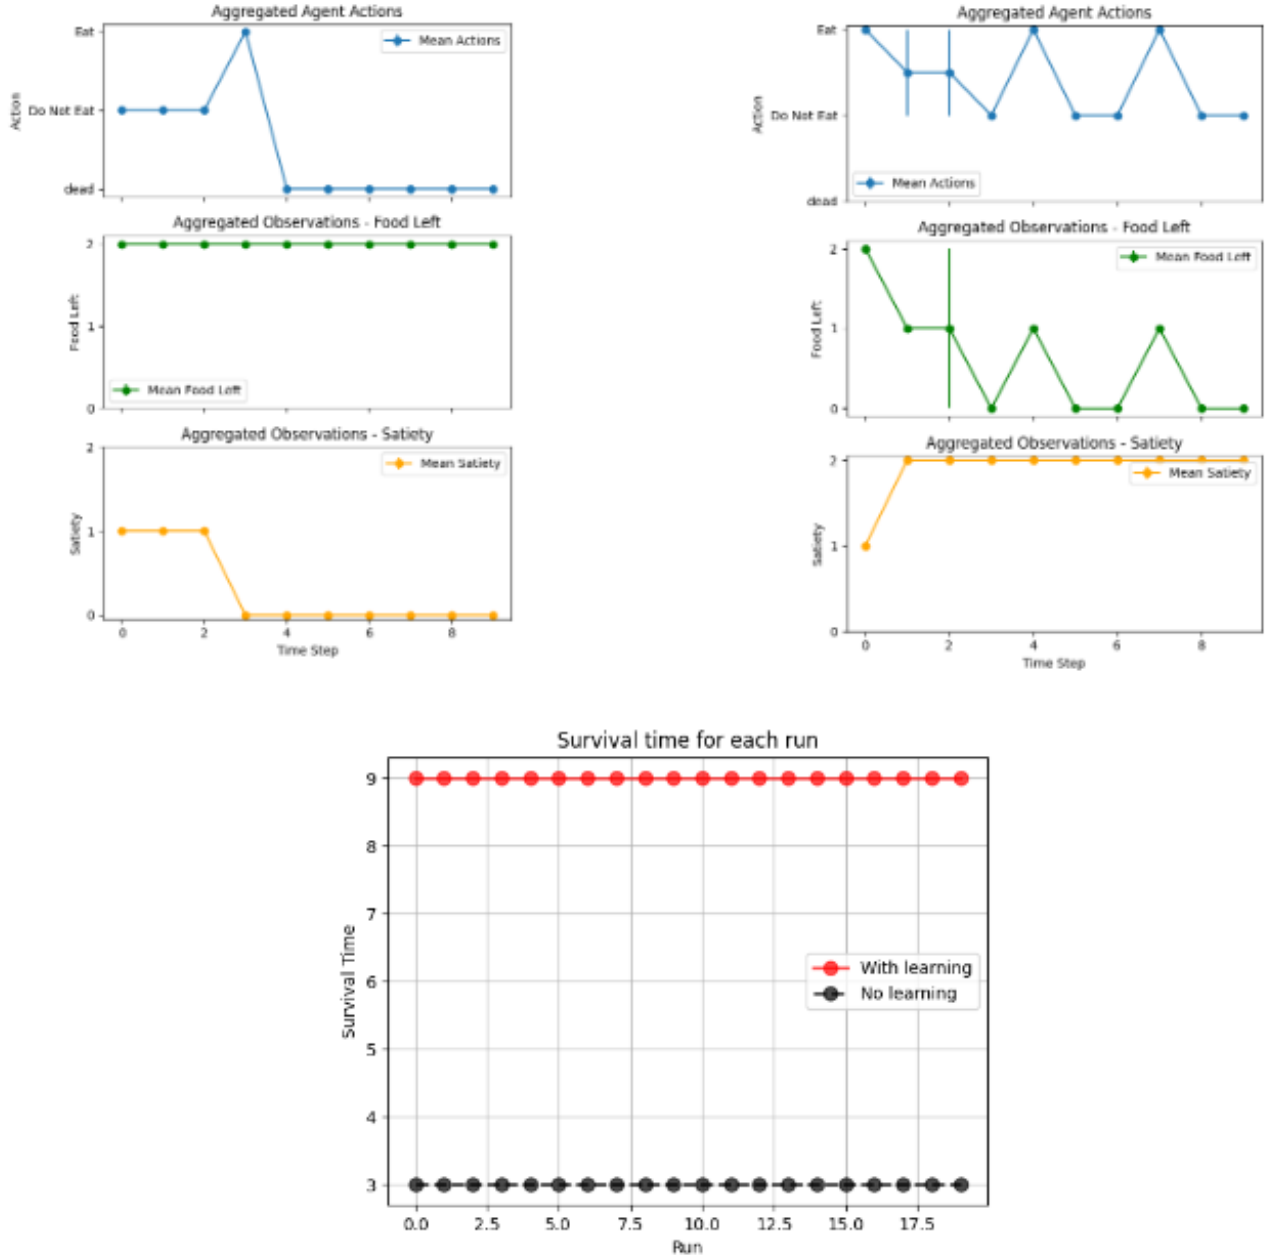 Aggregated Agent Actions
Eat
Do Not Eat
dead
Action
Mean Actions
Aggregated Observations - Food Left
2
1
0
Food Left
Mean Food Left
Aggregated Observations - Satiety
2
1
0
Satiety
Mean Satiety
0 2 4 6 8
Time Step
Aggregated Agent Actions
Eat
Do Not Eat
dead
Action
Mean Actions
Aggregated Observations - Food Left
2
1
0
Food Left
Mean Food Left
Aggregated Observations - Satiety
2
1
0
Satiety
Mean Satiety
0 2 4 6 8
Time Step
Survival time for each run
9
8
7
6
5
4
3
Survival Time
With learning
No learning
0.0 2.5 5.0 7.5 10.0 12.5 15.0 17.5
Run